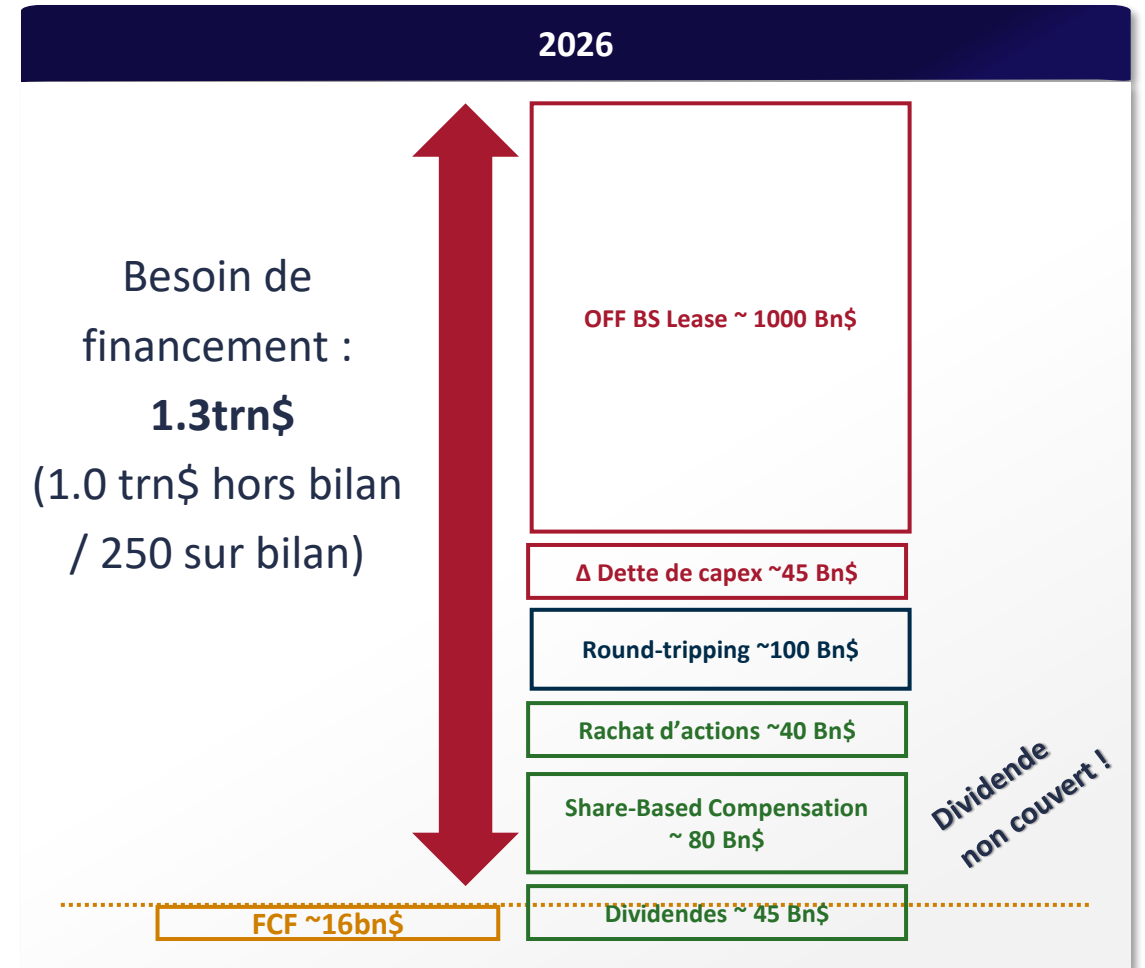 2026
Besoin de
financement :
1.3trn$
(1.0 trn$ hors bilan
/ 250 sur bilan)
OFF BS Lease ~ 1000 Bn$
Δ Dette de capex ~45 Bn$
Round-tripping ~100 Bn$
Rachat d’actions ~40 Bn$
Share-Based Compensation
~ 80 Bn$
Dividende
non couvert !
Dividendes ~ 45 Bn$
FCF ~16bn$